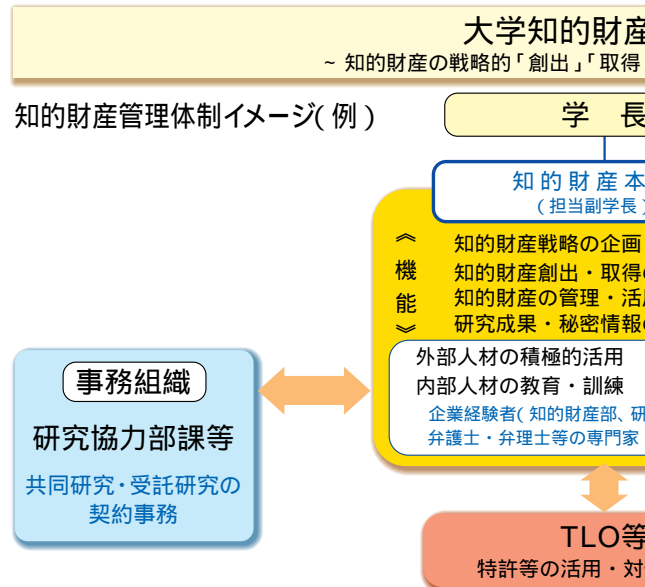 大学知的財産
~ 知的財産の戦略的「創出」「取得
知的財産管理体制イメージ(例)
学 長
知的財産本
(担当副学長)
《機能》
知的財産戦略の企画
知的財産創出・取得の
知的財産の管理・活用
研究成果・秘密情報の
外部人材の積極的活用
内部人材の教育・訓練
企業経験者(知的財産部、研
弁護士・弁理士等の専門家
事務組織
研究協力部課等
共同研究・受託研究の
契約事務
TLO等
特許等の活用・対